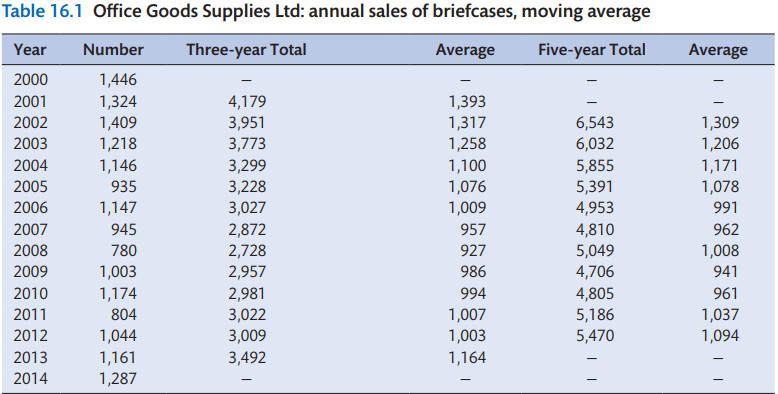 Table 16.1 Office Goods Supplies Ltd: annual sales of briefcases, moving average
Year Number Three-year Total Average Five-year Total Average
2000 1,446 – – – –
2001 1,324 4,179 1,393 – –
2002 1,409 3,951 1,317 6,543 1,309
2003 1,218 3,773 1,258 6,032 1,206
2004 1,146 3,299 1,100 5,855 1,171
2005 935 3,228 1,076 5,391 1,078
2006 1,147 3,027 1,009 4,953 991
2007 945 2,872 957 4,810 962
2008 780 2,728 927 5,049 1,008
2009 1,003 2,957 986 4,706 941
2010 1,174 2,981 994 4,805 961
2011 804 3,022 1,007 5,186 1,037
2012 1,044 3,009 1,003 5,470 1,094
2013 1,161 3,492 1,164 – –
2014 1,287 – – – –